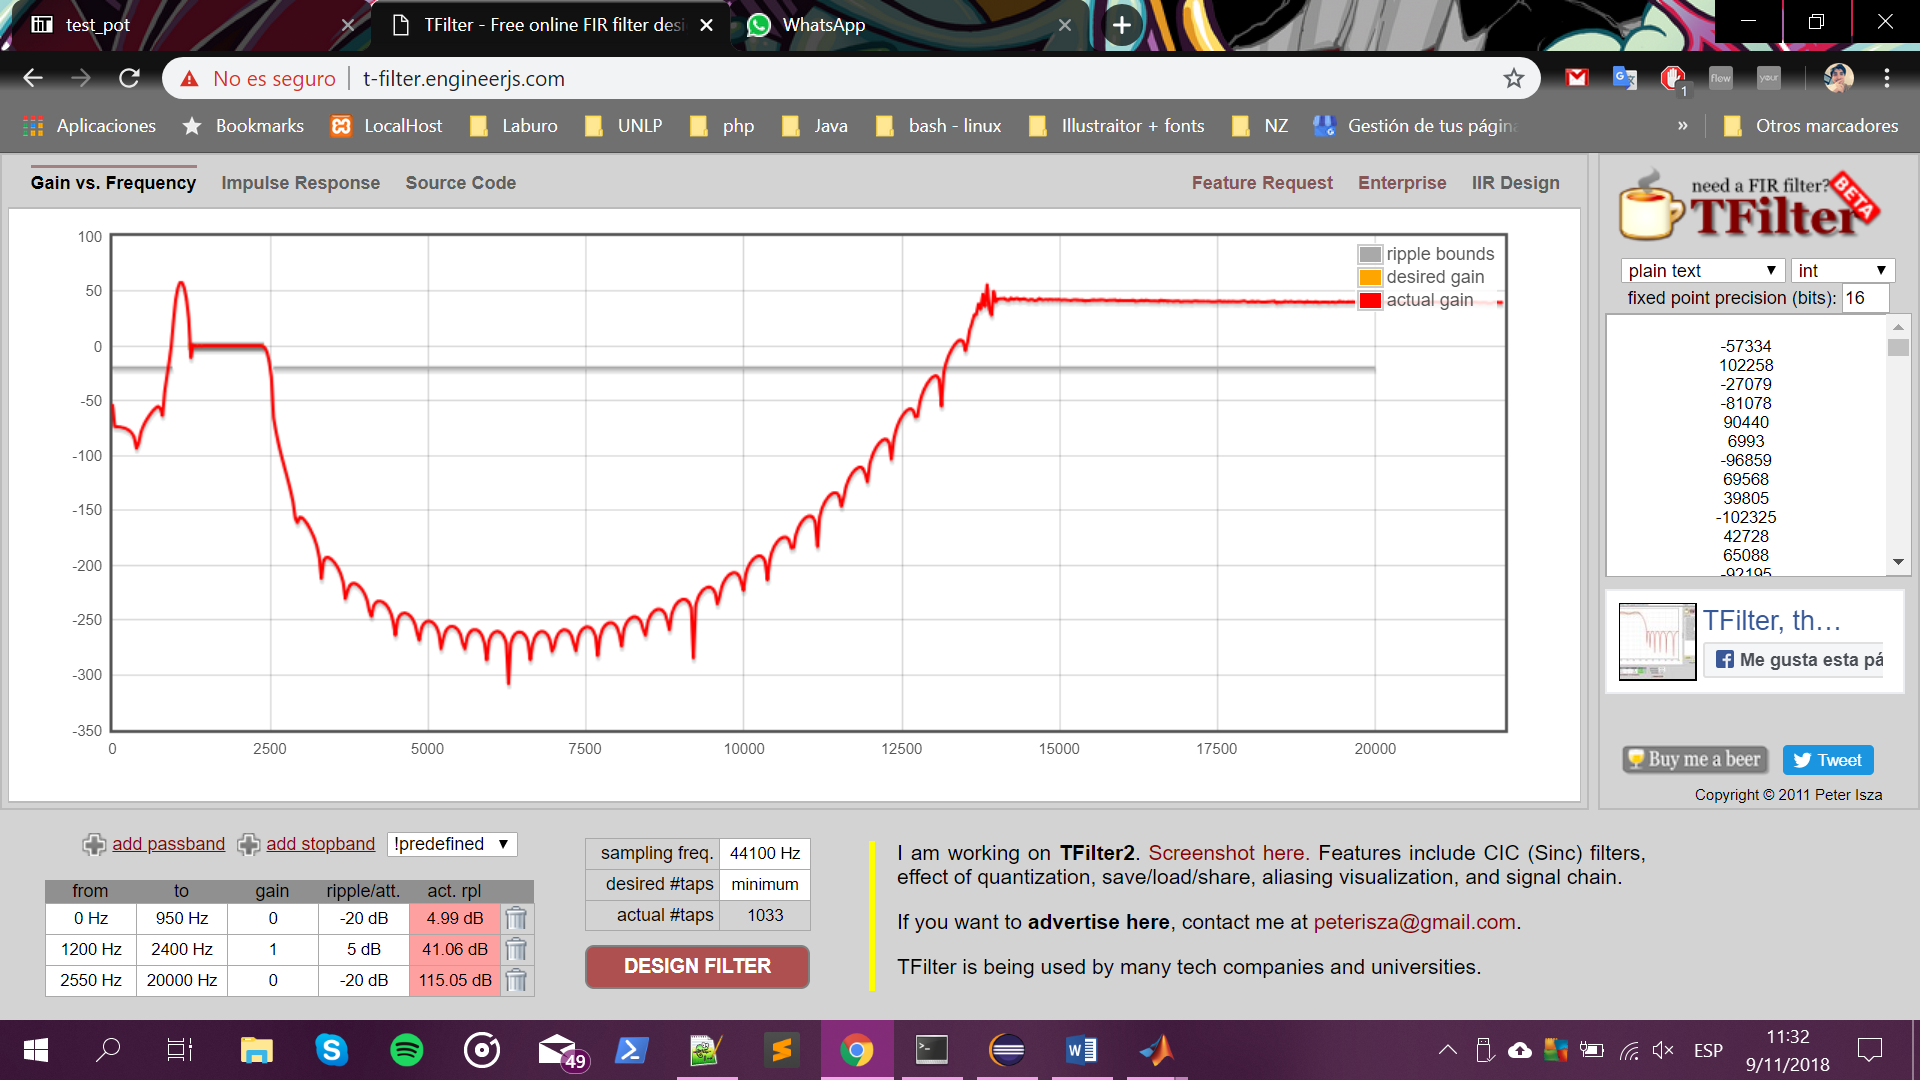 test_pot
TFilter - Free online FIR filter desi
WhatsApp
No es seguro
t-filter.engineerjs.com
flew
your
1
Aplicaciones
Bookmarks
LocalHost
Laburo
UNLP
php
Java
bash - linux
Illustraitor + fonts
NZ
Gestión de tus págin
»
Otros marcadores
Gain vs. Frequency
Impulse Response
Source Code
Feature Request
Enterprise
IIR Design
100
50
0
-50
-100
-150
-200
-250
-300
-350
0
2500
5000
7500
10000
12500
15000
17500
20000
ripple bounds
desired gain
actual gain
need a FIR filter?
BETA
TFilter
plain text
int
fixed point precision (bits): 16
-57334
102258
-27079
-81078
90440
6993
-96859
69568
39805
-102325
42728
65088
-92195
TFilter, th…
Me gusta esta pá
Buy me a beer
Tweet
Copyright © 2011 Peter Isza
add passband
add stopband
!predefined
from to gain ripple/att. act. rpl
0 Hz 950 Hz 0 -20 dB 4.99 dB
1200 Hz 2400 Hz 1 5 dB 41.06 dB
2550 Hz 20000 Hz 0 -20 dB 115.05 dB
sampling freq. 44100 Hz
desired #taps minimum
actual #taps 1033
DESIGN FILTER
I am working on TFilter2. Screenshot here. Features include CIC (Sinc) filters,
effect of quantization, save/load/share, aliasing visualization, and signal chain.
If you want to advertise here, contact me at peterisza@gmail.com.
TFilter is being used by many tech companies and universities.
49
ESP
11:32
9/11/2018